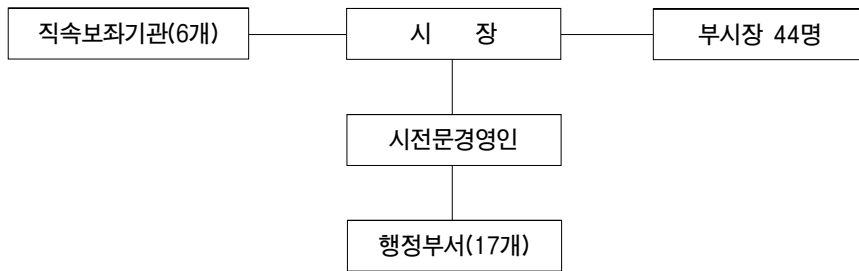 직속보좌기관(6개)
시 장
부시장 44명
시전문경영인
행정부서(17개)